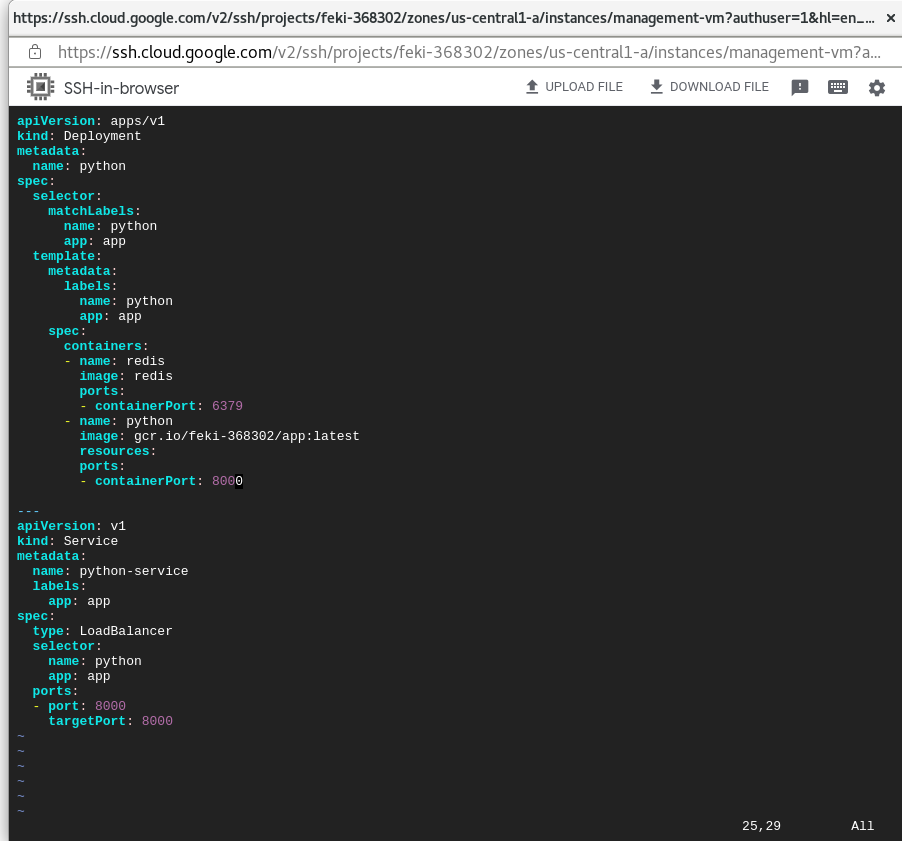 https://ssh.cloud.google.com/v2/ssh/projects/feki-368302/zones/us-central1-a/instances/management-vm?authuser=1&hl=en_... ×
https://ssh.cloud.google.com/v2/ssh/projects/feki-368302/zones/us-central1-a/instances/management-vm?a...
SSH-in-browser UPLOAD FILE DOWNLOAD FILE
apiVersion: apps/v1
kind: Deployment
metadata:
  name: python
spec:
  selector:
    matchLabels:
      name: python
      app: app
  template:
    metadata:
      labels:
        name: python
        app: app
    spec:
      containers:
      - name: redis
        image: redis
        ports:
        - containerPort: 6379
      - name: python
        image: gcr.io/feki-368302/app:latest
        resources:
        ports:
        - containerPort: 8000
---
apiVersion: v1
kind: Service
metadata:
  name: python-service
  labels:
    app: app
spec:
  type: LoadBalancer
  selector:
    name: python
    app: app
  ports:
  - port: 8000
    targetPort: 8000
~
~
~
~
~
~
25,29 All